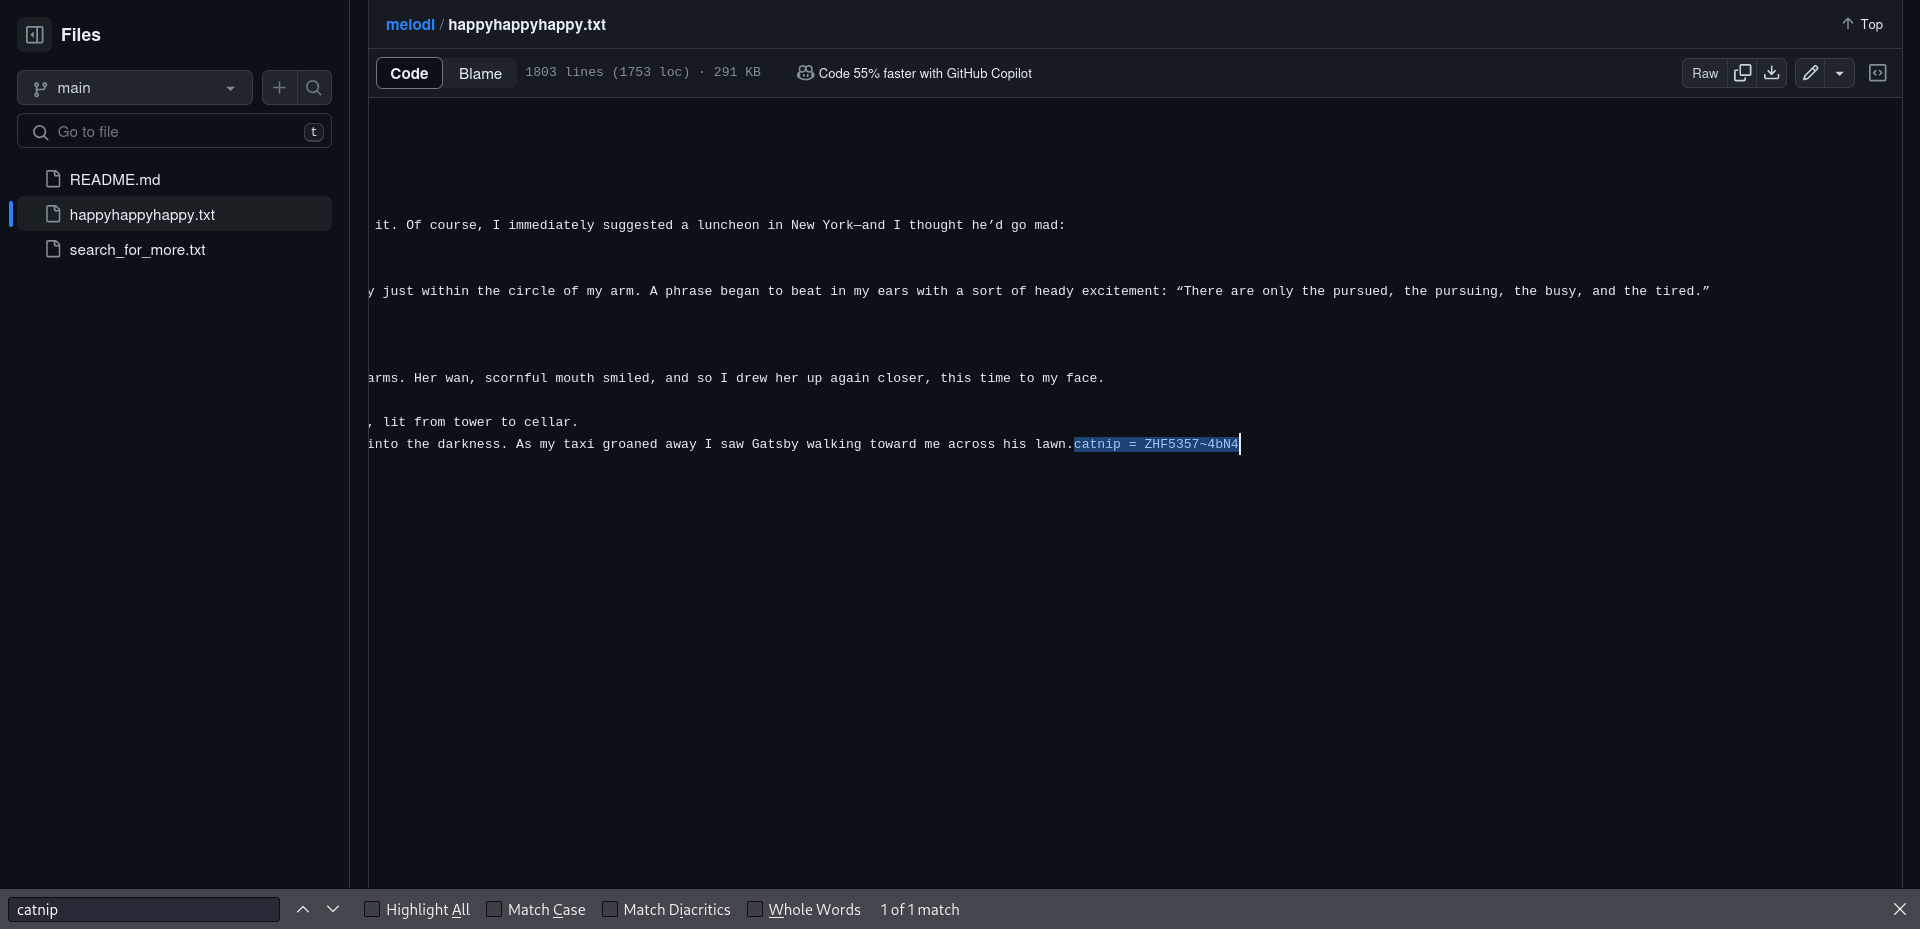 Files
main
Go to file
t
README.md
happyhappyhappy.txt
search_for_more.txt
melodi / happyhappyhappy.txt
Top
Code
Blame
1803 lines (1753 loc) · 291 KB
Code 55% faster with GitHub Copilot
Raw
it. Of course, I immediately suggested a luncheon in New York—and I thought he’d go mad:
y just within the circle of my arm. A phrase began to beat in my ears with a sort of heady excitement: “There are only the pursued, the pursuing, the busy, and the tired.”
arms. Her wan, scornful mouth smiled, and so I drew her up again closer, this time to my face.
, lit from tower to cellar.
into the darkness. As my taxi groaned away I saw Gatsby walking toward me across his lawn.catnip = ZHF5357~4bN4
catnip
Highlight All
Match Case
Match Diacritics
Whole Words
1 of 1 match